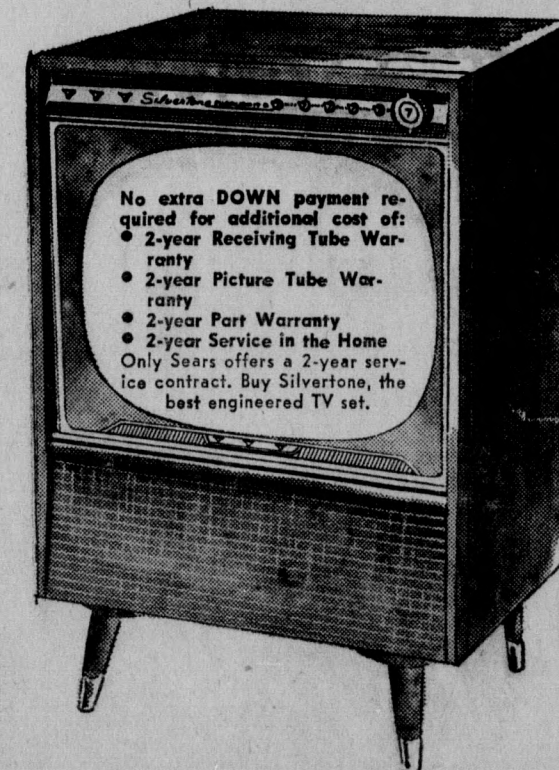 Silvertone
7
No extra DOWN payment re-
quired for additional cost of:
• 2-year Receiving Tube War-
ranty
• 2-year Picture Tube War-
ranty
• 2-year Part Warranty
• 2-year Service in the Home
Only Sears offers a 2-year serv-
ice contract. Buy Silvertone, the
best engineered TV set.